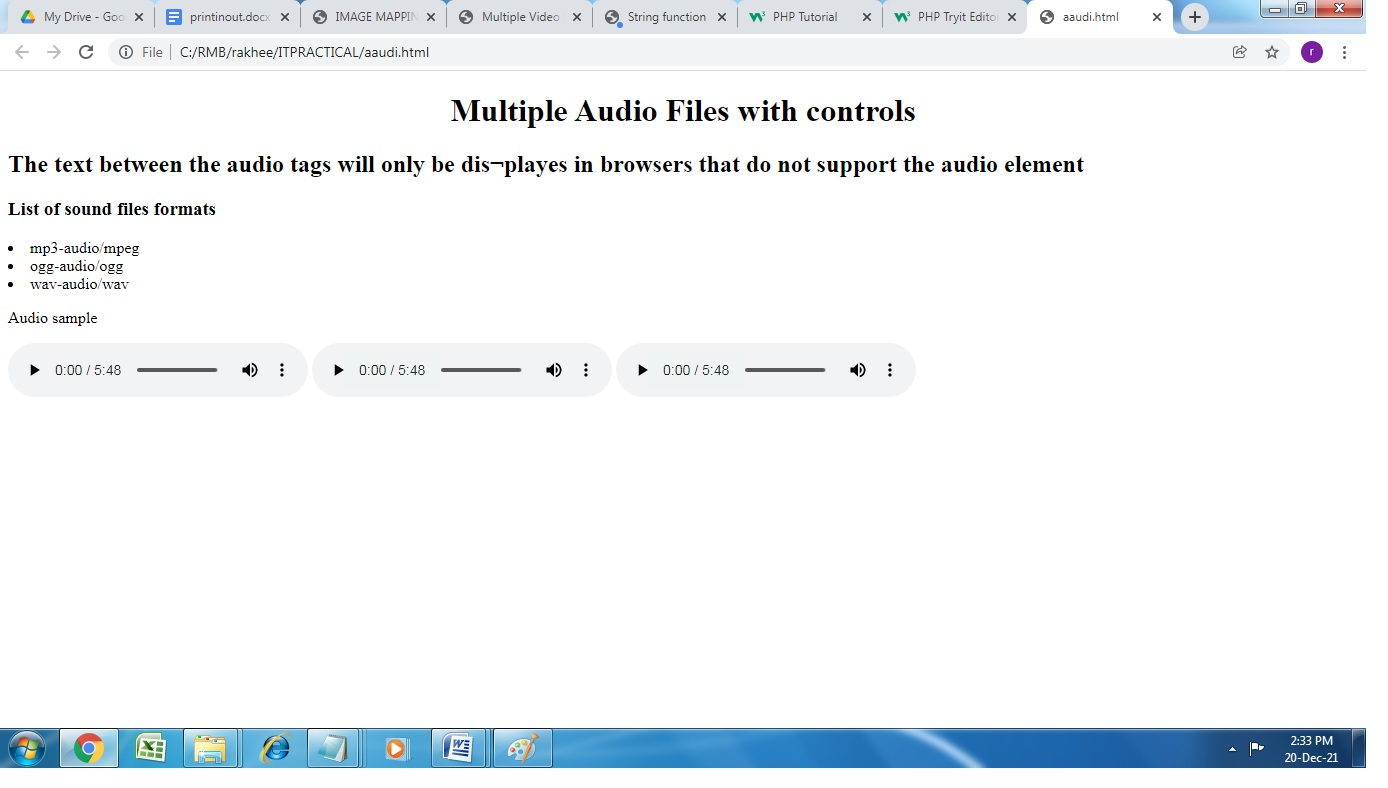 My Drive - Goo
printinout.docx
IMAGE MAPPIN
Multiple Video
String function
PHP Tutorial
PHP Tryit Editor
aaudi.html
File C:/RMB/rakhee/ITPRACTICAL/aaudi.html
r
Multiple Audio Files with controls
The text between the audio tags will only be dis¬playes in browsers that do not support the audio element
List of sound files formats
• mp3-audio/mpeg
• ogg-audio/ogg
• wav-audio/wav
Audio sample
0:00 / 5:48 0:00 / 5:48 0:00 / 5:48
2:33 PM
20-Dec-21